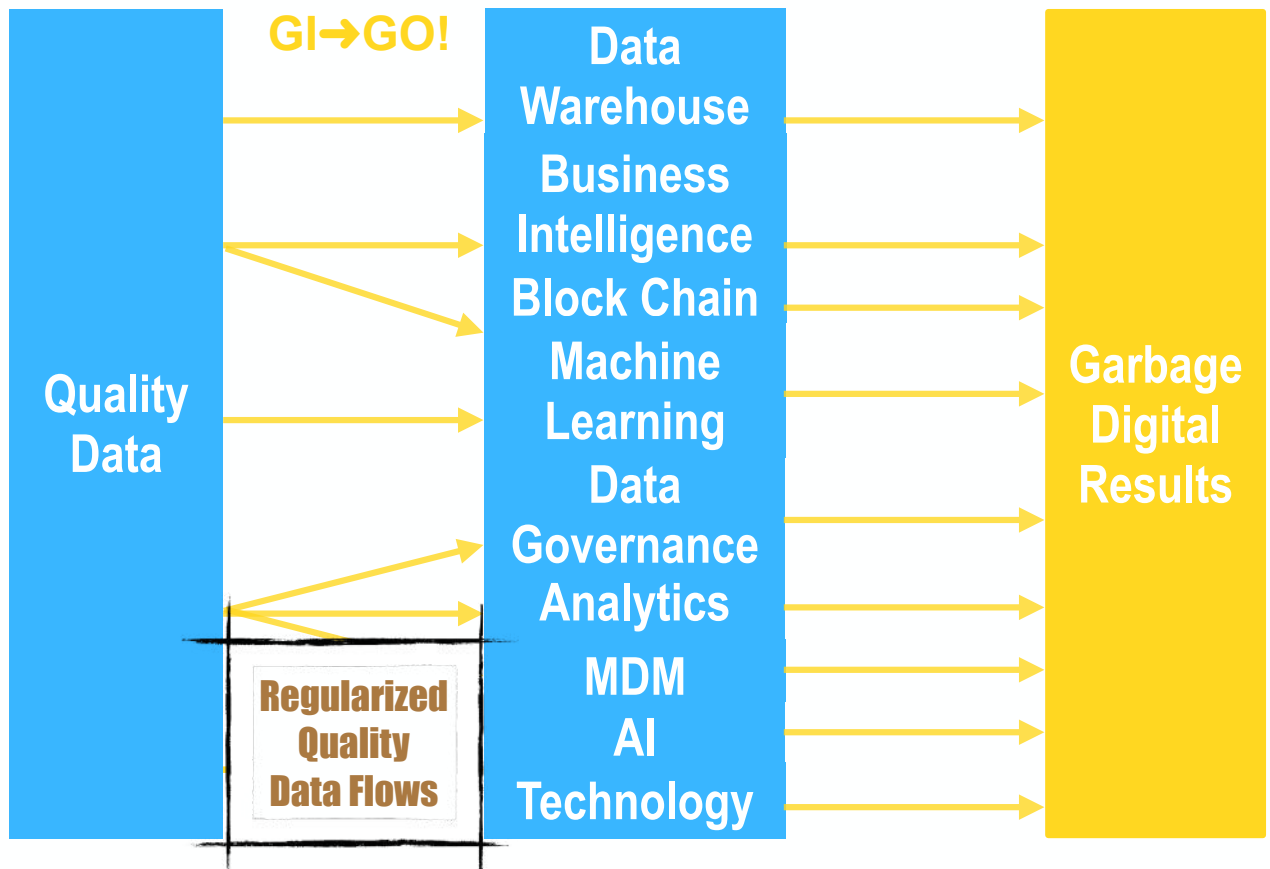 GI➔GO!
Quality
Data
Data
Warehouse
Business
Intelligence
Block Chain
Machine
Learning
Data
Governance
Analytics
MDM
AI
Technology
Regularized
Quality
Data Flows
Garbage
Digital
Results